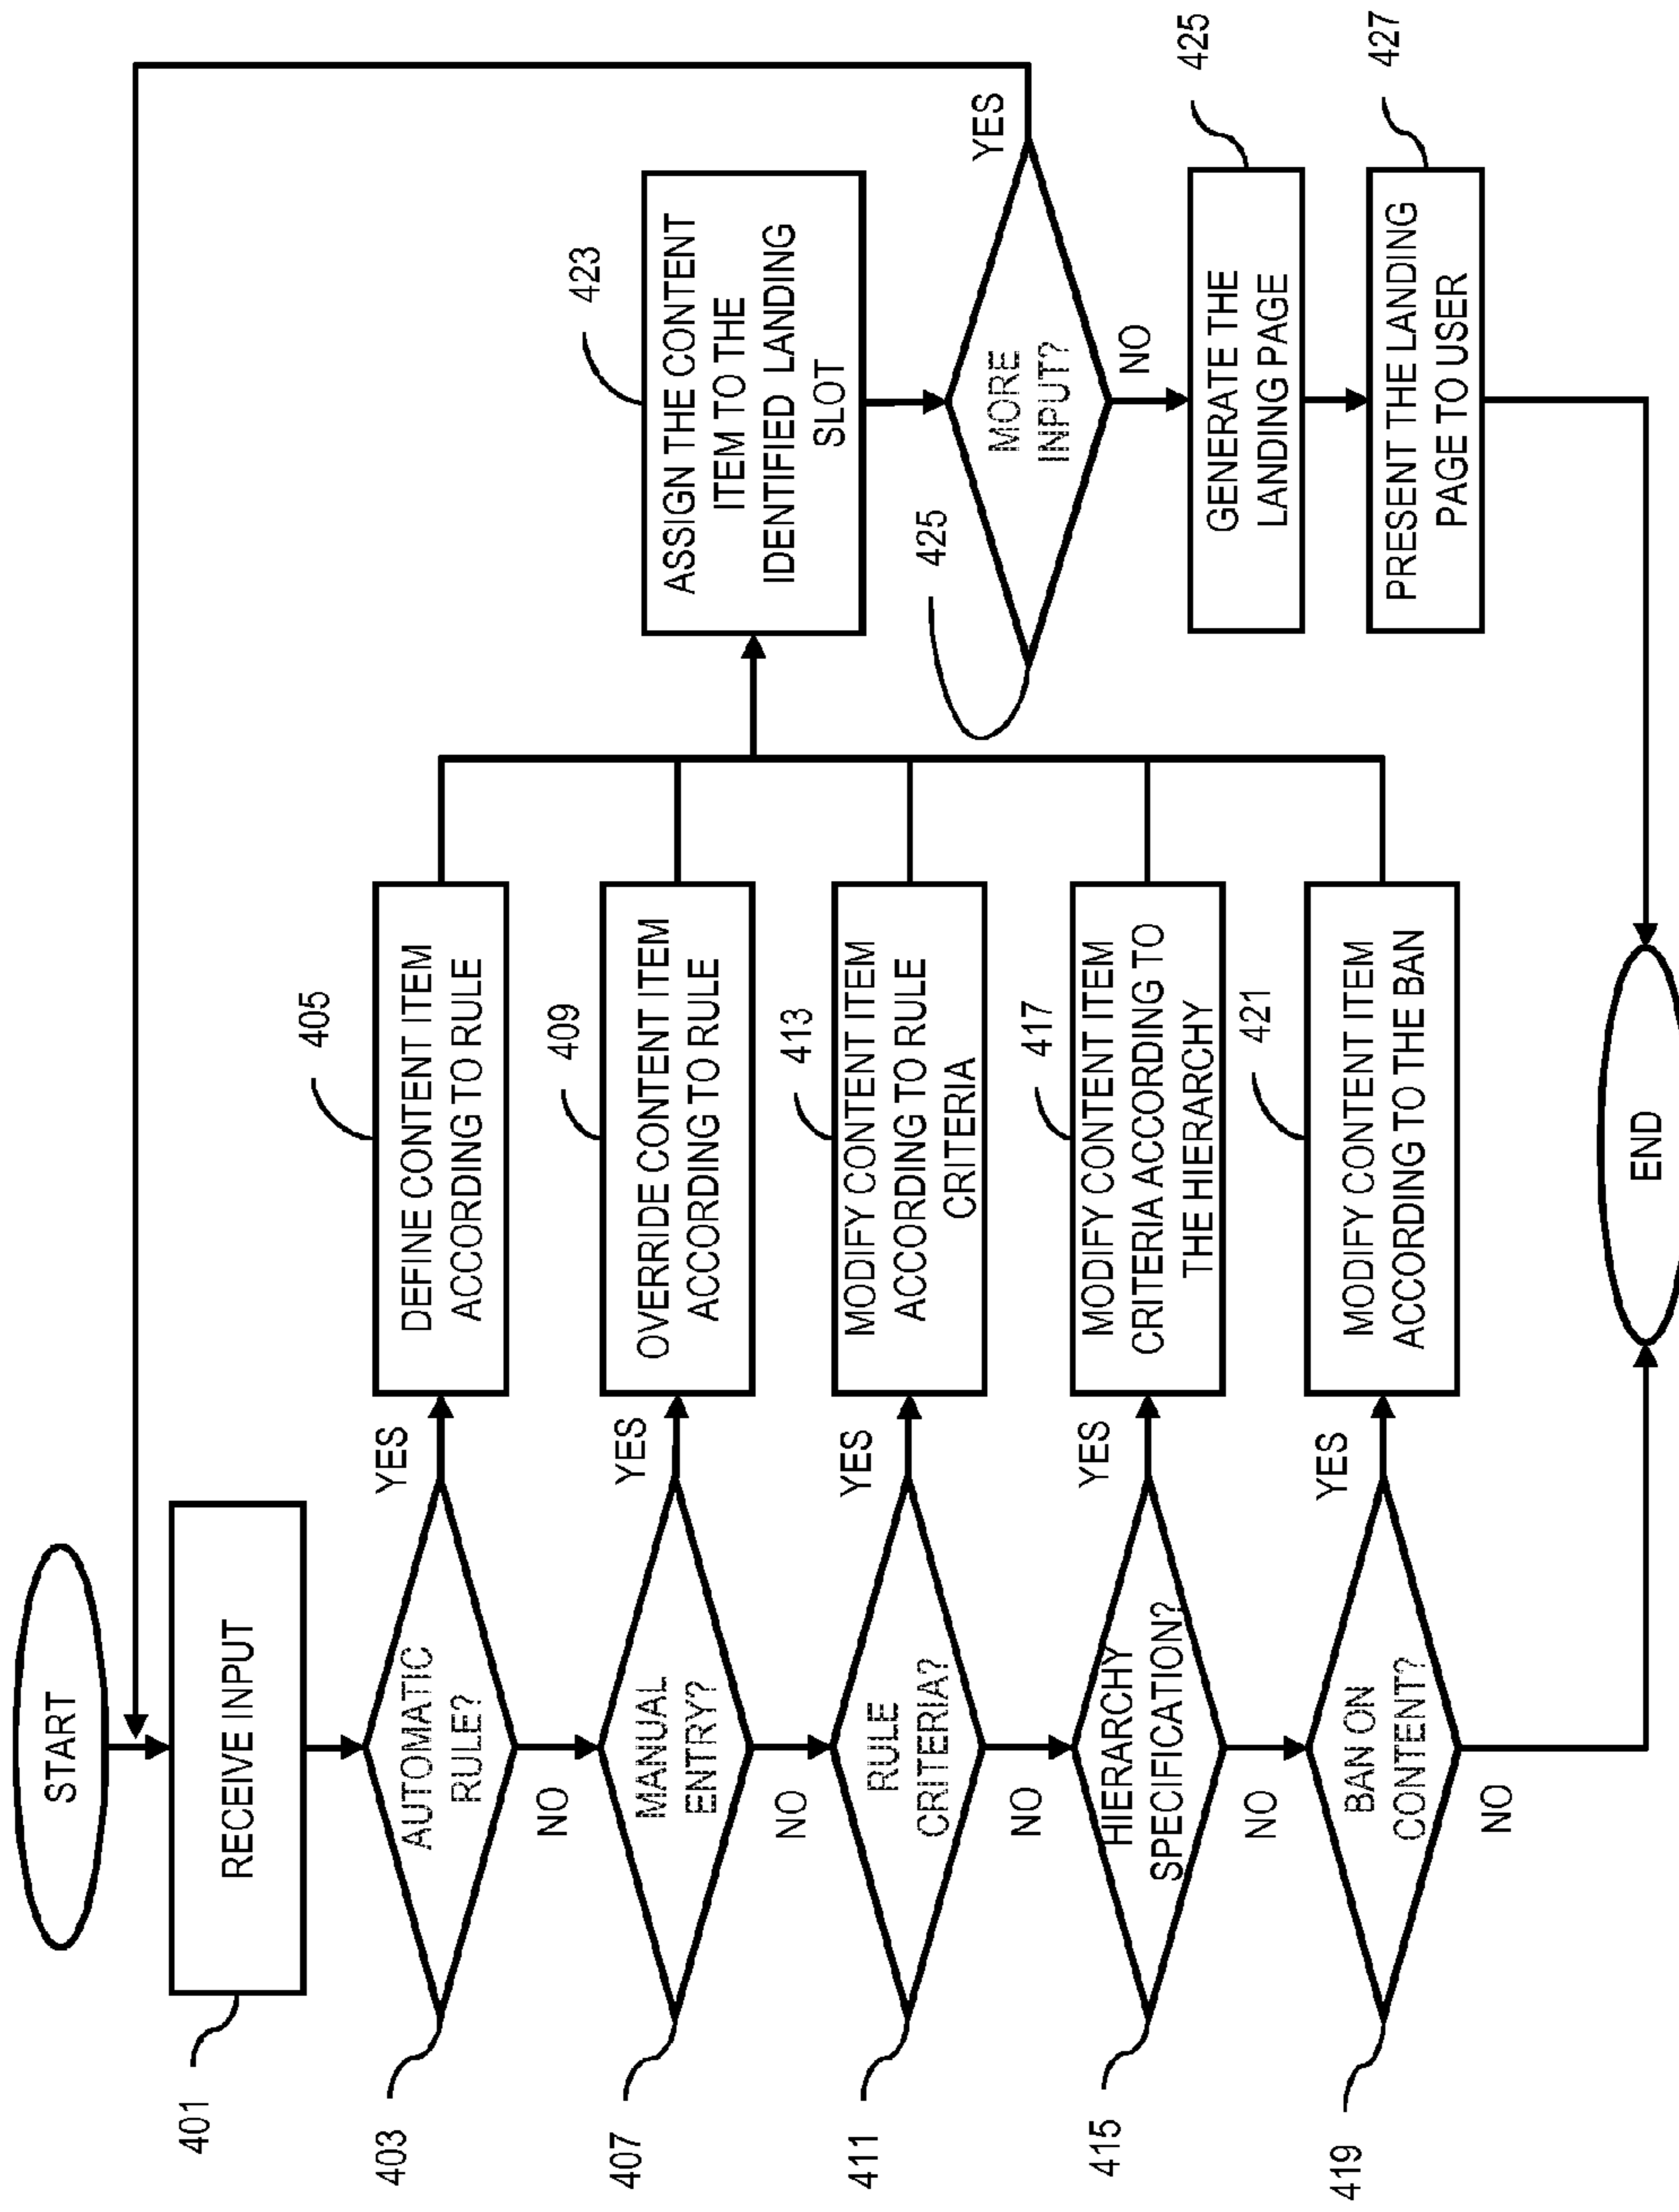 START
401
RECEIVE INPUT
403
AUTOMATIC
RULE?
YES
NO
405
DEFINE CONTENT ITEM
ACCORDING TO RULE
407
MANUAL
ENTRY?
YES
NO
409
OVERRIDE CONTENT ITEM
ACCORDING TO RULE
411
RULE
CRITERIA?
YES
NO
413
MODIFY CONTENT ITEM
ACCORDING TO RULE
CRITERIA
415
HIERARCHY
SPECIFICATION?
YES
NO
417
MODIFY CONTENT ITEM
CRITERIA ACCORDING TO
THE HIERARCHY
419
BAN ON
CONTENT?
YES
NO
421
MODIFY CONTENT ITEM
ACCORDING TO THE BAN
423
ASSIGN THE CONTENT
ITEM TO THE
IDENTIFIED LANDING
SLOT
425
MORE
INPUT?
YES
NO
425
GENERATE THE
LANDING PAGE
427
PRESENT THE LANDING
PAGE TO USER
END